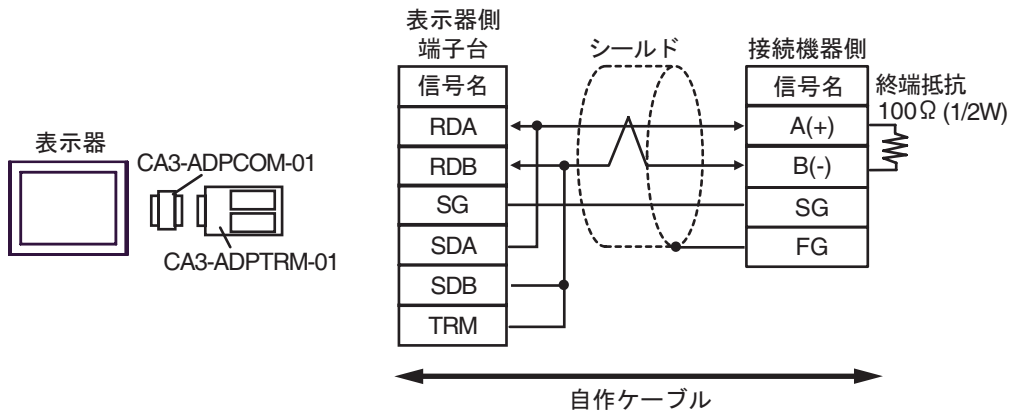 表示器
CA3-ADPCOM-01
CA3-ADPTRM-01
表示器側
端子台
信号名
RDA
RDB
SG
SDA
SDB
TRM
シールド
接続機器側
信号名
A(+)
B(-)
SG
FG
終端抵抗
100Ω (1/2W)
自作ケーブル